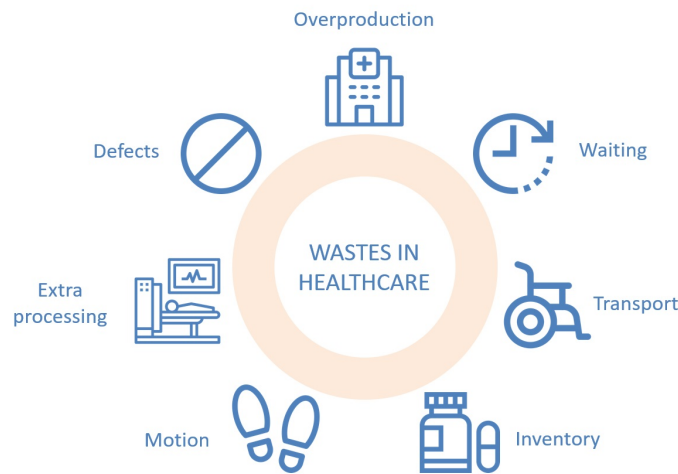 Overproduction
Defects
Waiting
WASTES IN
HEALTHCARE
Extra
processing
Transport
Motion
Inventory